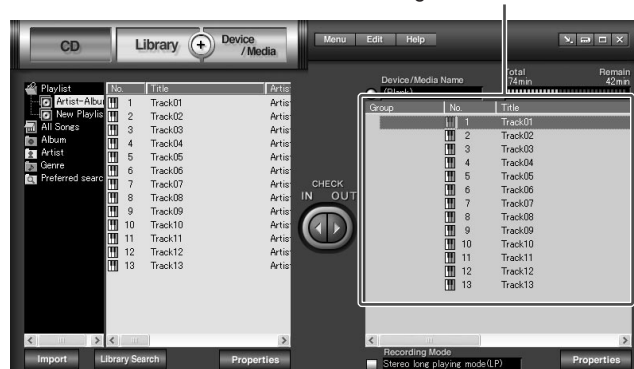 CD
Library + Device / Media
Menu Edit Help
Device/Media Name
(Blank)
Total 74min
Remain 42min
Playlist
Artist-Albu
New Playlis
All Songs
Album
Artist
Genre
Preferred searc
No. Title Artis
1 Track01 Artis
2 Track02 Artis
3 Track03 Artis
4 Track04 Artis
5 Track05 Artis
6 Track06 Artis
7 Track07 Artis
8 Track08 Artis
9 Track09 Artis
10 Track10 Artis
11 Track11 Artis
12 Track12 Artis
13 Track13 Artis
CHECK
IN OUT
Group No. Title
1 Track01
2 Track02
3 Track03
4 Track04
5 Track05
6 Track06
7 Track07
8 Track08
9 Track09
10 Track10
11 Track11
12 Track12
13 Track13
Import Library Search Properties
Recording Mode
Stereo long playing mode(LP)
Properties